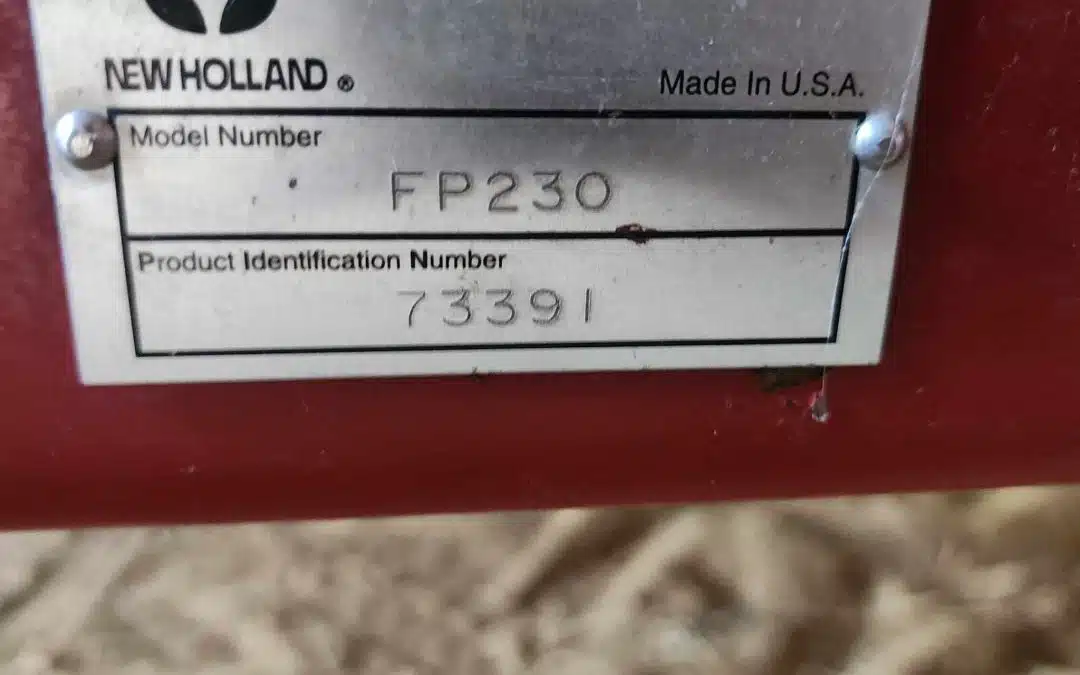 NEW HOLLAND ®
Made In U.S.A.
Model Number
FP230
Product Identification Number
73391